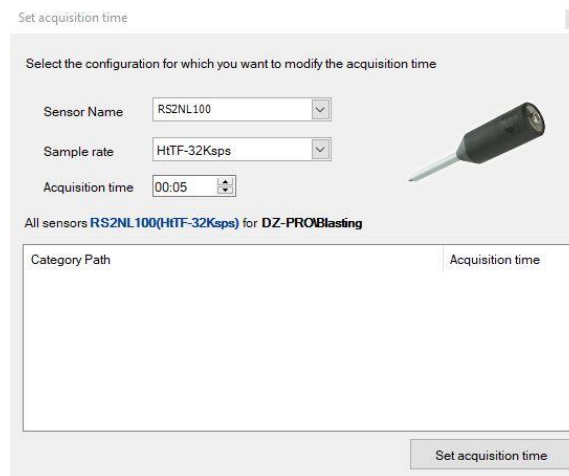 Set acquisition time
Select the configuration for which you want to modify the acquisition time
Sensor Name RS2NL100
Sample rate HtTF-32Ksps
Acquisition time 00:05
All sensors RS2NL100(HtTF-32Ksps) for DZ-PRO\Blasting
Category Path Acquisition time
Set acquisition time